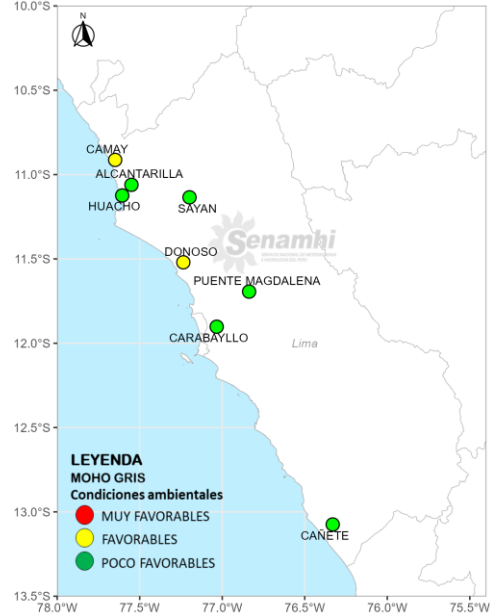 10.0°S
N
10.5°S
CAMAY
11.0°S
ALCANTARILLA
HUACHO
SAYAN
Senamhi
DONOSO
11.5°S
PUENTE MAGDALENA
CARABAYLLO
12.0°S
Lima
12.5°S
LEYENDA
MOHO GRIS
Condiciones ambientales
MUY FAVORABLES
13.0°S
FAVORABLES
CAÑETE
POCO FAVORABLES
13.5°S
78.0°W 77.5°W 77.0°W 76.5°W 76.0°W 75.5°W